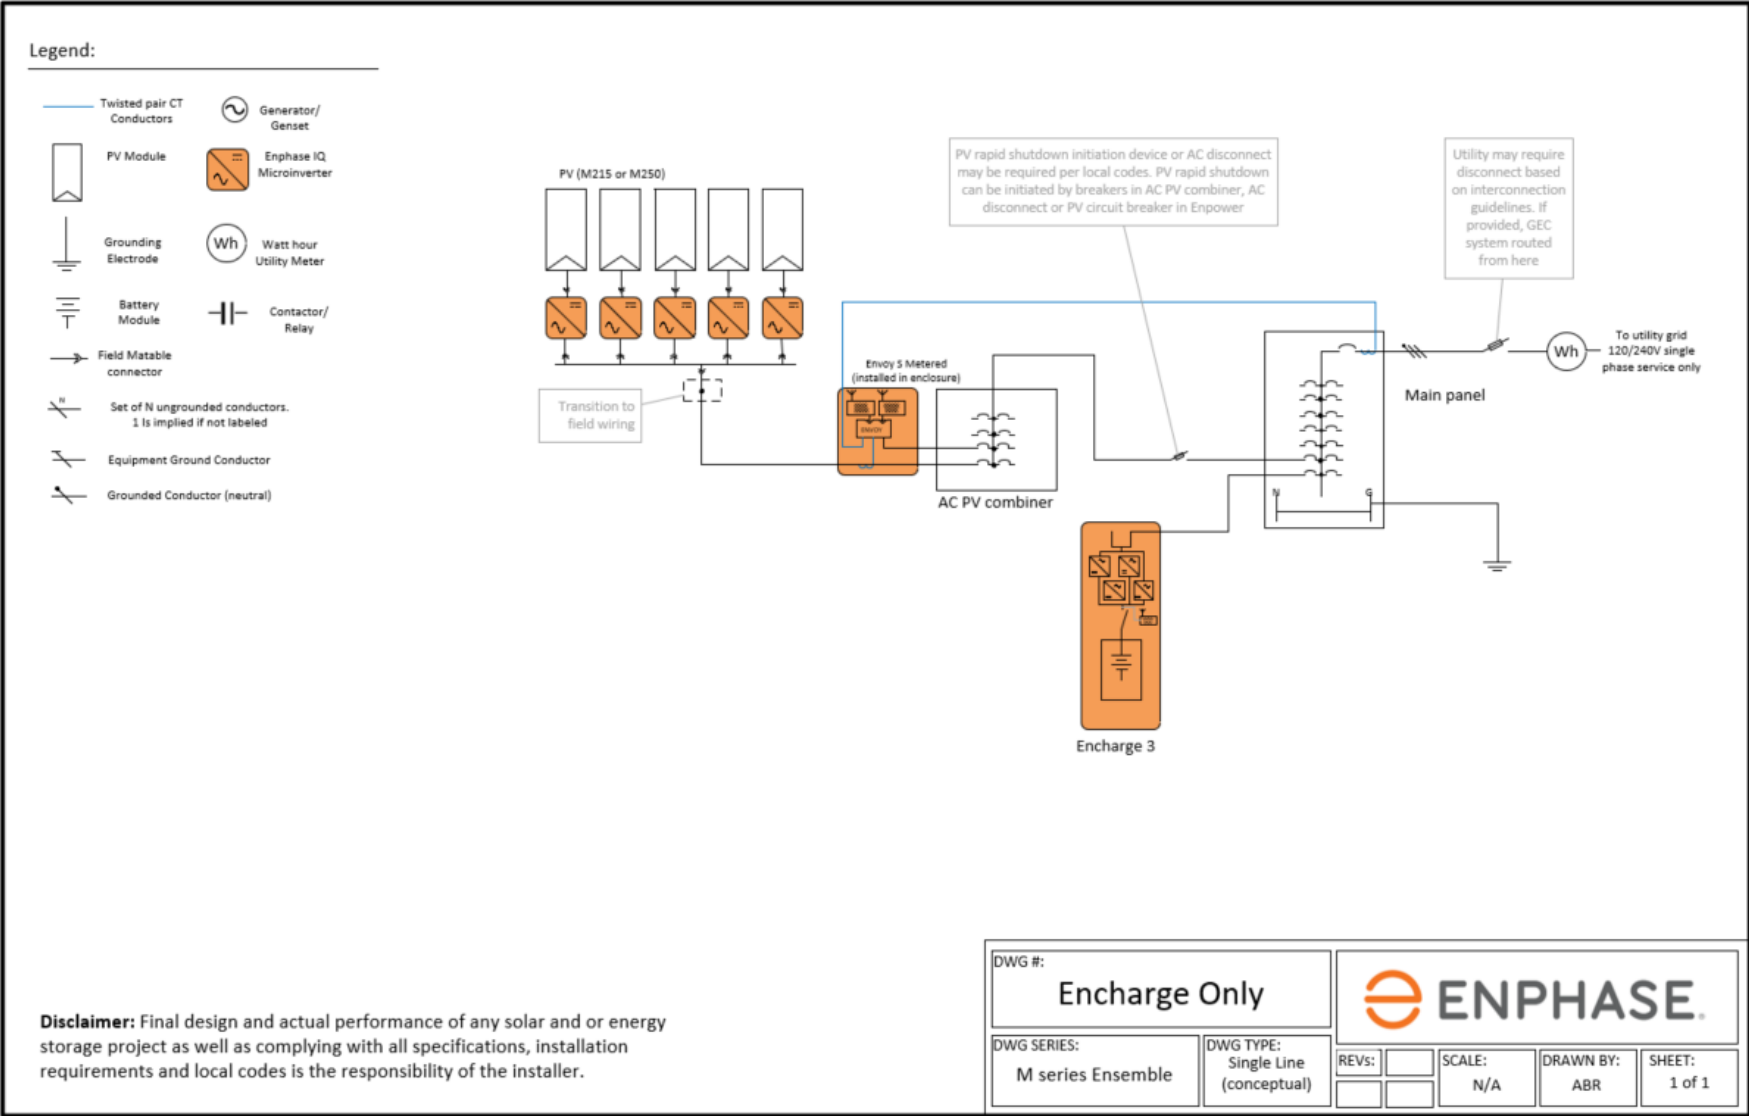 Legend:
Twisted pair CT
Conductors
Generator/
Genset
PV Module
Enphase IQ
Microinverter
Grounding
Electrode
Wh
Watt hour
Utility Meter
Battery
Module
Contactor/
Relay
Field Matable
connector
N
Set of N ungrounded conductors.
1 Is implied if not labeled
Equipment Ground Conductor
Grounded Conductor (neutral)
PV (M215 or M250)
Transition to
field wiring
Envoy S Metered
(installed in enclosure)
ENVOY
AC PV combiner
PV rapid shutdown initiation device or AC disconnect
may be required per local codes. PV rapid shutdown
can be initiated by breakers in AC PV combiner, AC
disconnect or PV circuit breaker in Enpower
Utility may require
disconnect based
on interconnection
guidelines. If
provided, GEC
system routed
from here
Wh
To utility grid
120/240V single
phase service only
Main panel
N
G
Encharge 3
Disclaimer: Final design and actual performance of any solar and or energy
storage project as well as complying with all specifications, installation
requirements and local codes is the responsibility of the installer.
DWG #:
Encharge Only
DWG SERIES:
M series Ensemble
DWG TYPE:
Single Line
(conceptual)
ENPHASE.
REVs:
SCALE:
N/A
DRAWN BY:
ABR
SHEET:
1 of 1